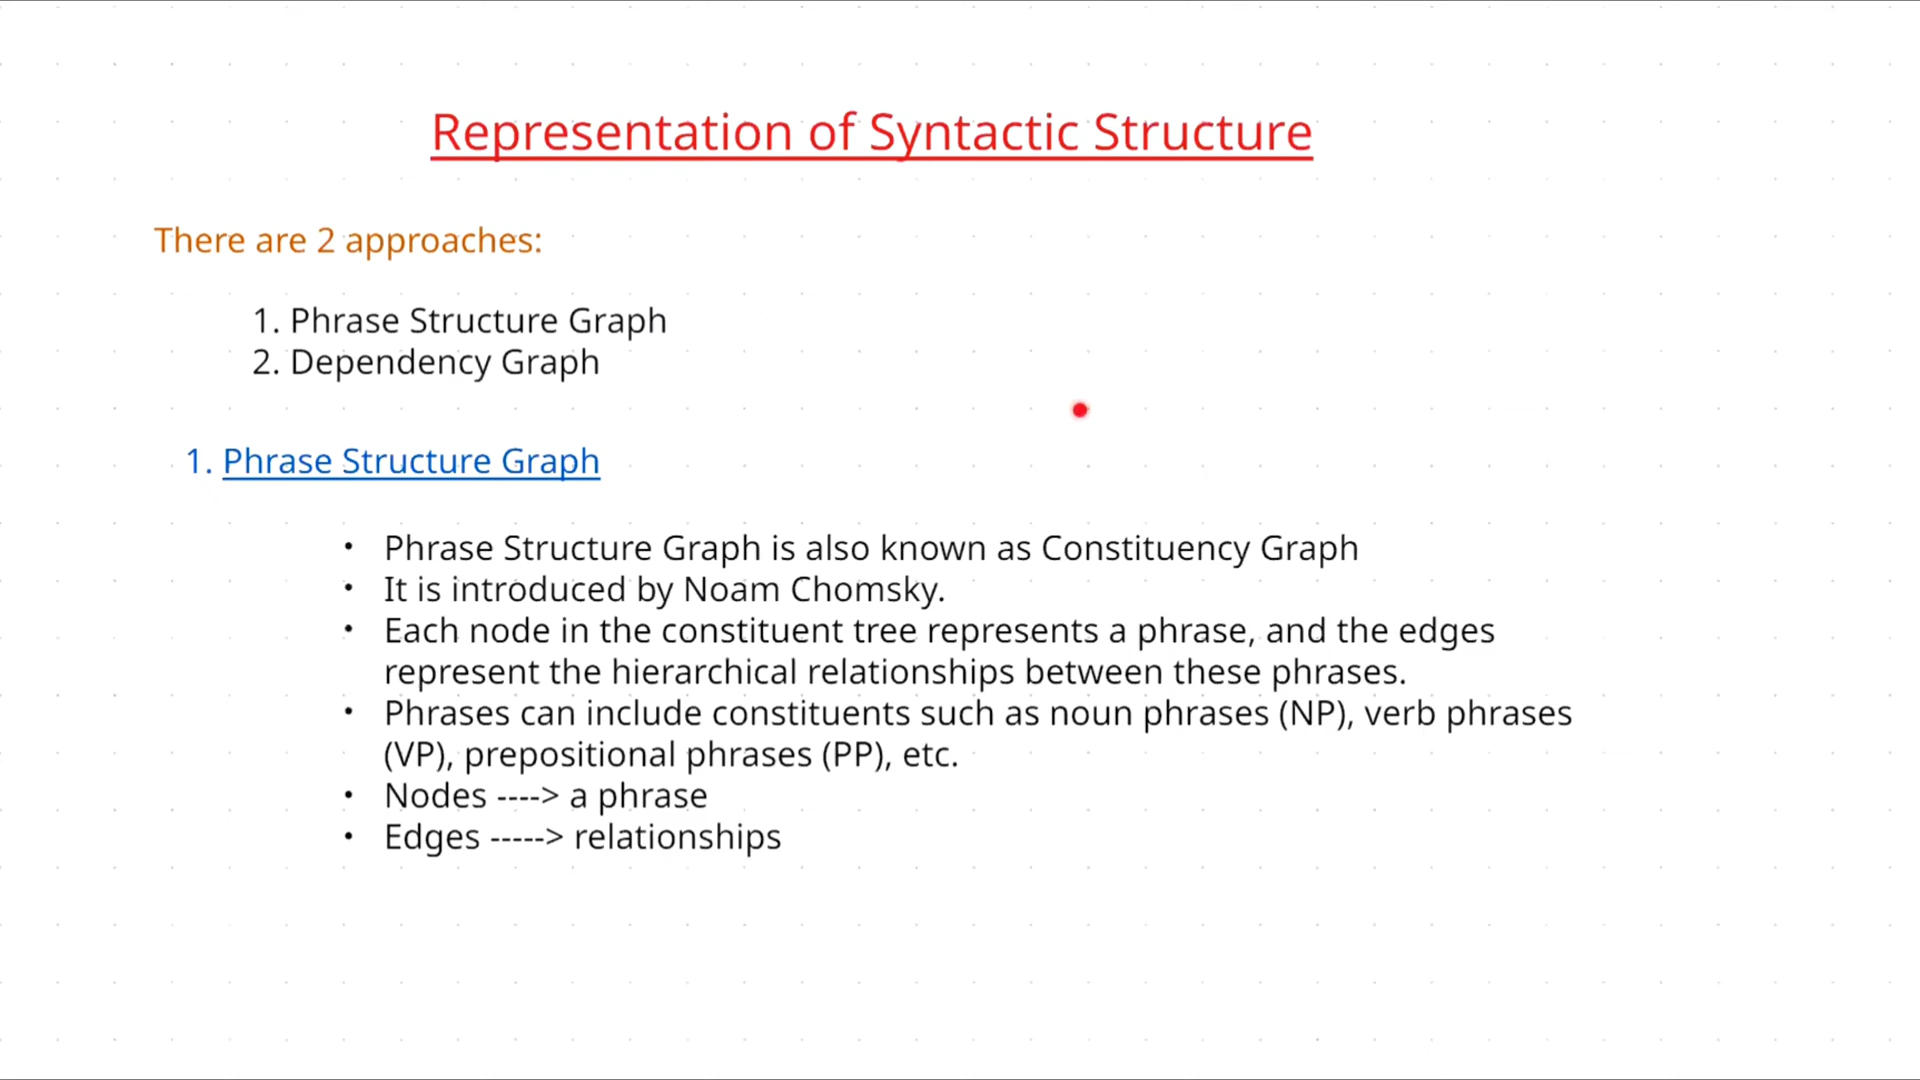 Representation of Syntactic Structure
There are 2 approaches:
1. Phrase Structure Graph
2. Dependency Graph
1. Phrase Structure Graph
• Phrase Structure Graph is also known as Constituency Graph
• It is introduced by Noam Chomsky.
• Each node in the constituent tree represents a phrase, and the edges
represent the hierarchical relationships between these phrases.
• Phrases can include constituents such as noun phrases (NP), verb phrases
(VP), prepositional phrases (PP), etc.
• Nodes ----> a phrase
• Edges -----> relationships